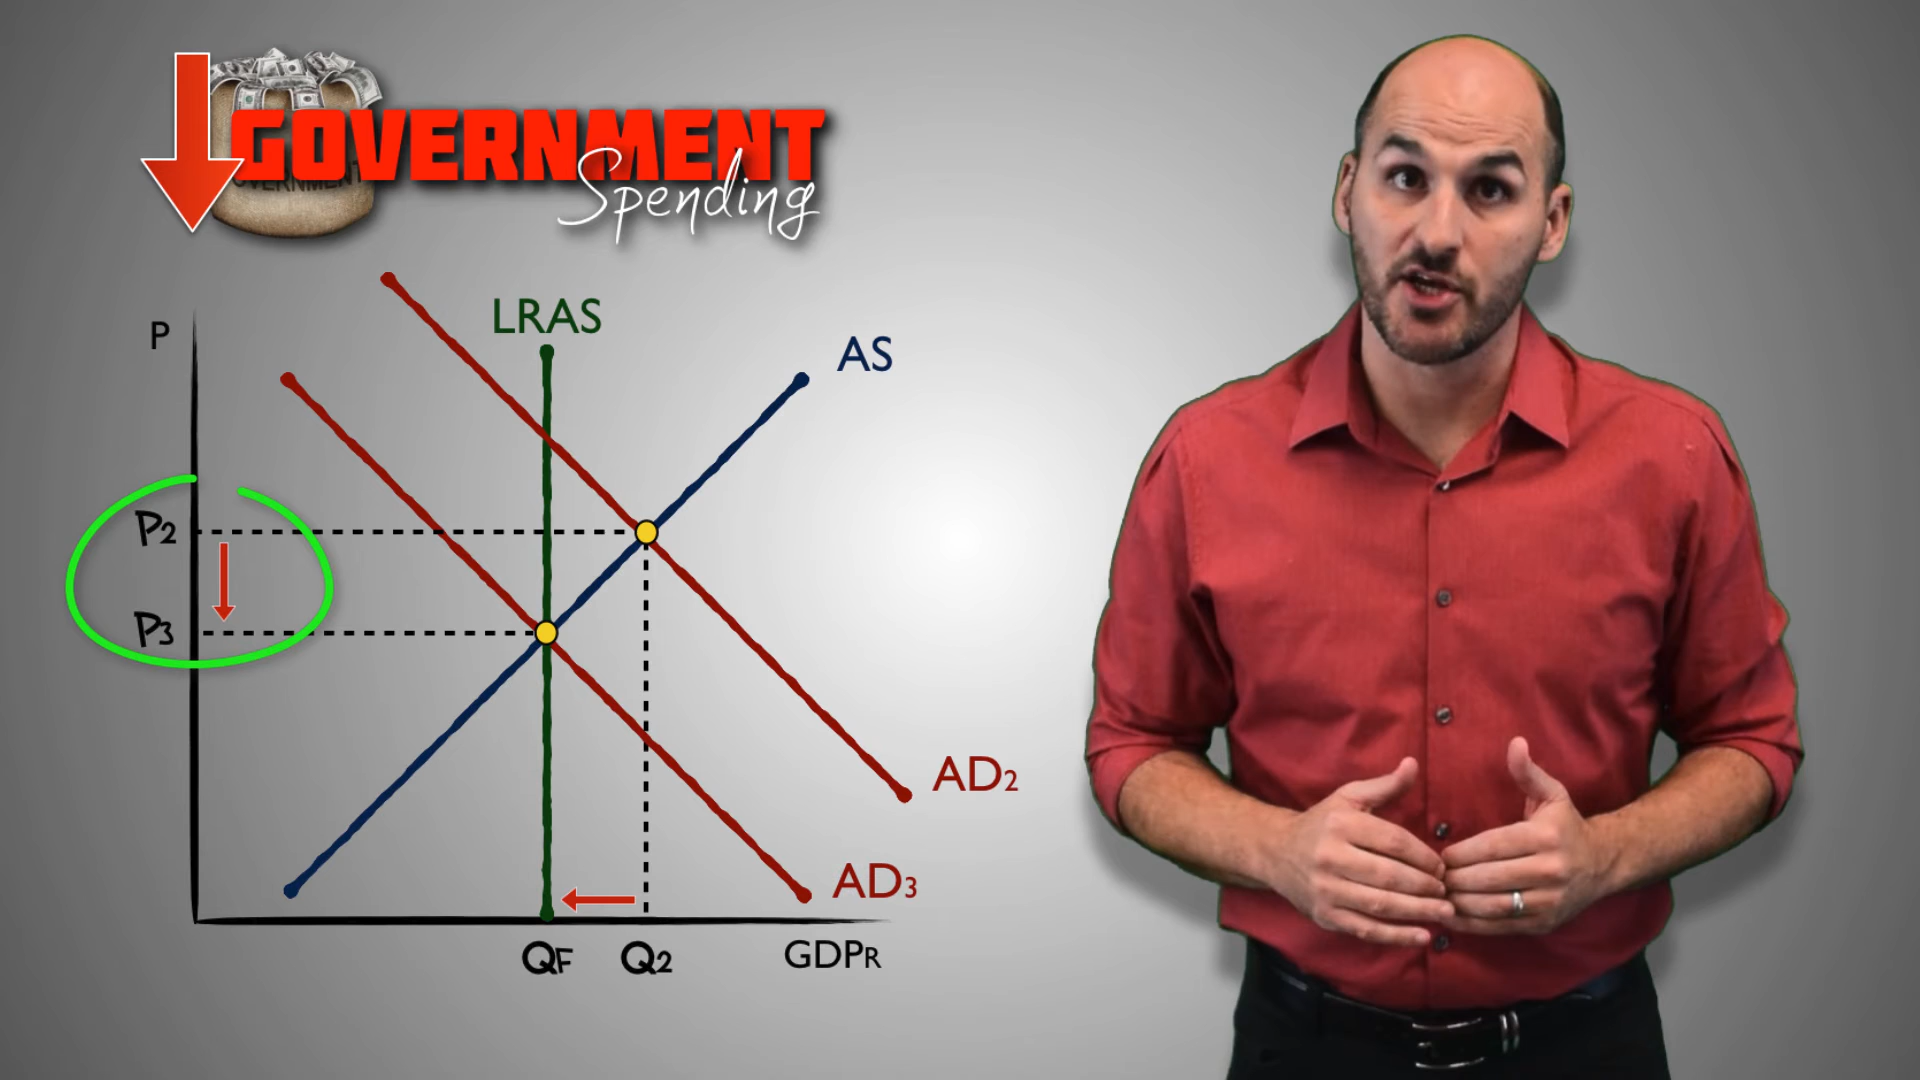 GOVERNMENT
Spending
LRAS
P
AS
P2
P3
AD2
AD3
QF
Q2
GDPR